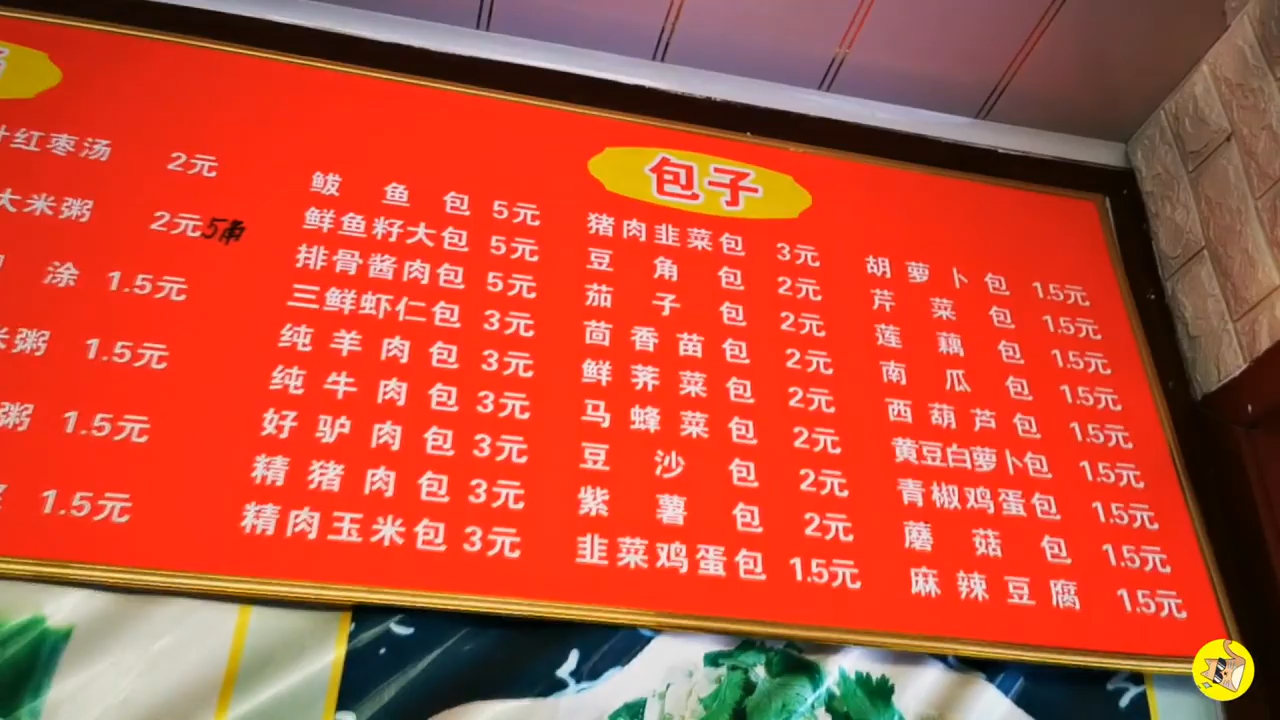 汤
红枣汤 2元
大米粥 2元5角
涂 1.5元
米粥 1.5元
粥 1.5元
1.5元
包子
鲅鱼包 5元
鲜鱼籽大包 5元
排骨酱肉包 5元
三鲜虾仁包 3元
纯羊肉包 3元
纯牛肉包 3元
好驴肉包 3元
精猪肉包 3元
精肉玉米包 3元
猪肉韭菜包 3元
豆角包 2元
茄子包 2元
茴香苗包 2元
鲜荠菜包 2元
马蜂菜包 2元
豆沙包 2元
紫薯包 2元
韭菜鸡蛋包 1.5元
胡萝卜包 1.5元
芹菜包 1.5元
莲藕包 1.5元
南瓜包 1.5元
西葫芦包 1.5元
黄豆白萝卜包 1.5元
青椒鸡蛋包 1.5元
蘑菇包 1.5元
麻辣豆腐 1.5元